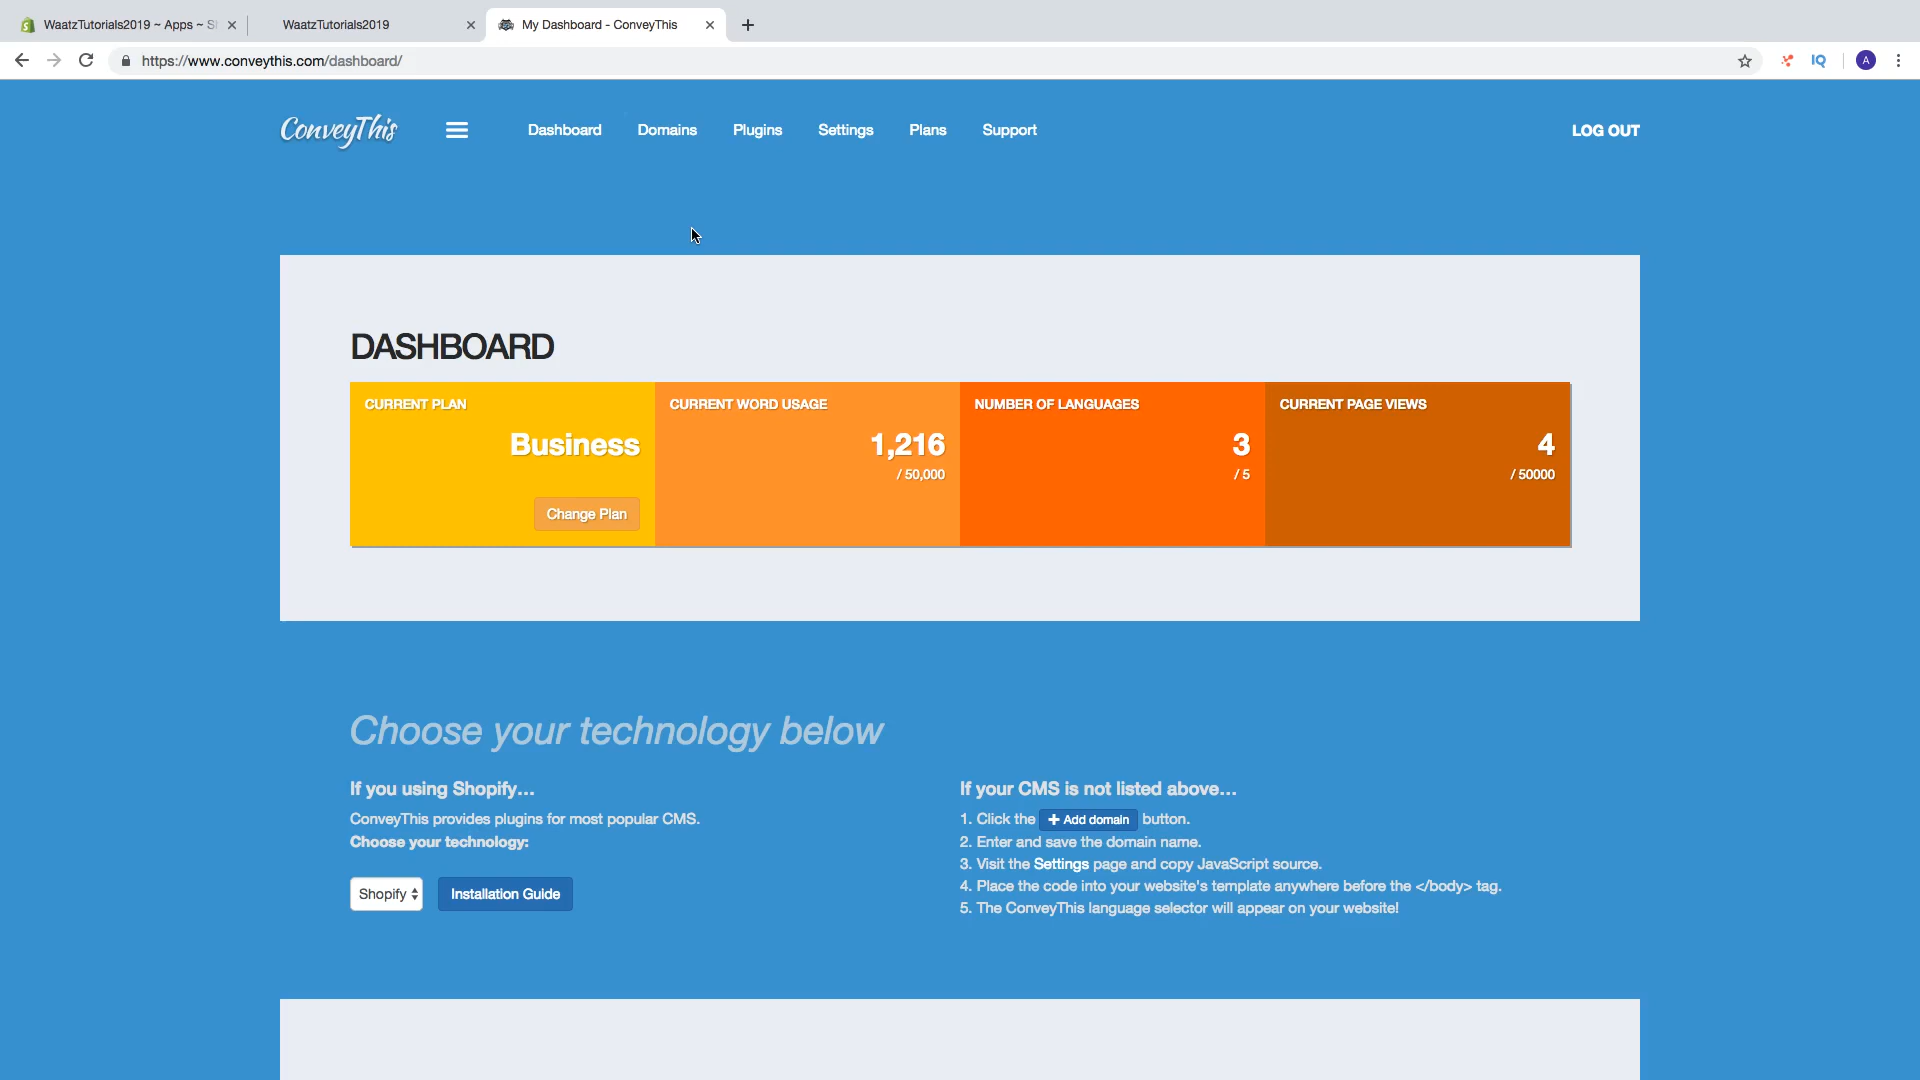 WaatzTutorials2019 ~ Apps ~ S
WaatzTutorials2019
My Dashboard - ConveyThis
https://www.conveythis.com/dashboard/
IQ
A
ConveyThis
Dashboard
Domains
Plugins
Settings
Plans
Support
LOG OUT
DASHBOARD
CURRENT PLAN
Business
Change Plan
CURRENT WORD USAGE
1,216
/ 50,000
NUMBER OF LANGUAGES
3
/ 5
CURRENT PAGE VIEWS
4
/ 50000
Choose your technology below
If you using Shopify...
ConveyThis provides plugins for most popular CMS.
Choose your technology:
Shopify
Installation Guide
If your CMS is not listed above...
1. Click the + Add domain button.
2. Enter and save the domain name.
3. Visit the Settings page and copy JavaScript source.
4. Place the code into your website's template anywhere before the </body> tag.
5. The ConveyThis language selector will appear on your website!